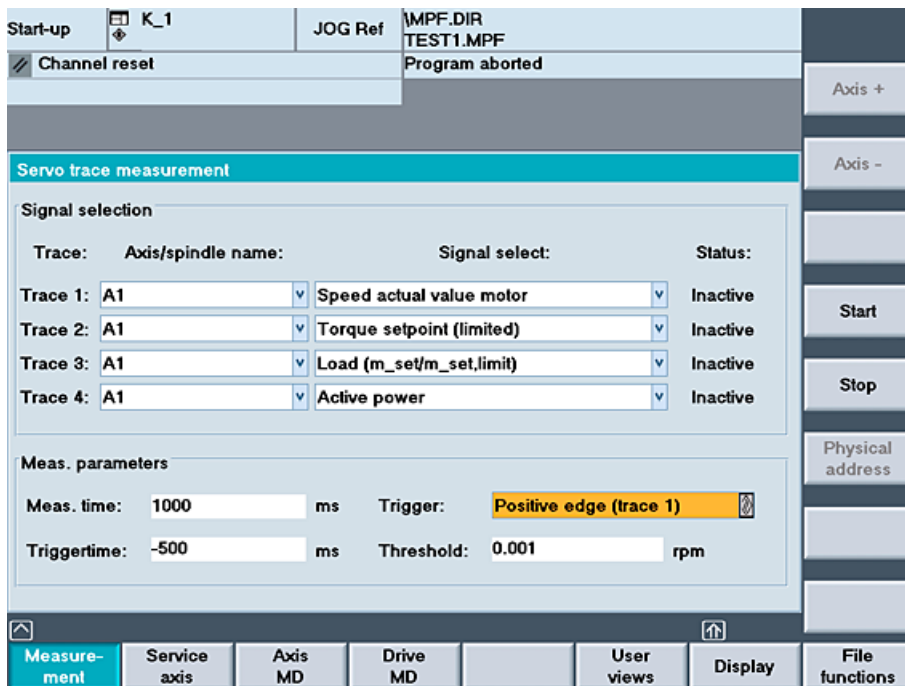 Start-up
K_1
JOG Ref
\MPF.DIR
TEST1.MPF
Channel reset
Program aborted
Axis +
Axis -
Servo trace measurement
Signal selection
Trace: Axis/spindle name: Signal select: Status:
Trace 1: A1 Speed actual value motor Inactive
Trace 2: A1 Torque setpoint (limited) Inactive
Trace 3: A1 Load (m_set/m_set,limit) Inactive
Trace 4: A1 Active power Inactive
Start
Stop
Physical
address
Meas. parameters
Meas. time: 1000 ms Trigger: Positive edge (trace 1)
Triggertime: -500 ms Threshold: 0.001 rpm
Measure-
ment
Service
axis
Axis
MD
Drive
MD
User
views
Display
File
functions